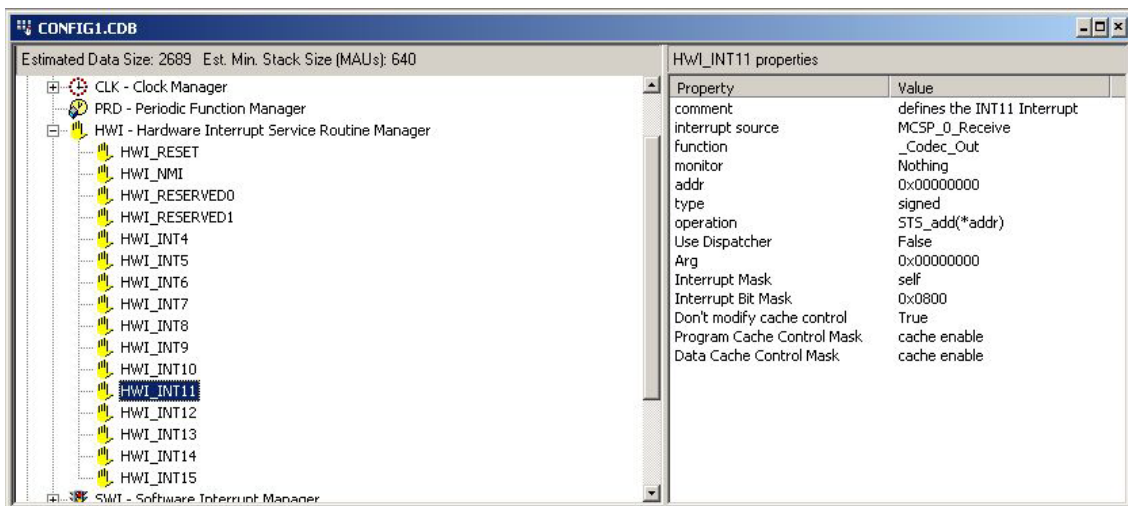 CONFIG1.CDB
Estimated Data Size: 2689 Est. Min. Stack Size (MAUs): 640
CLK - Clock Manager
PRD - Periodic Function Manager
HWI - Hardware Interrupt Service Routine Manager
HWI_RESET
HWI_NMI
HWI_RESERVED0
HWI_RESERVED1
HWI_INT4
HWI_INT5
HWI_INT6
HWI_INT7
HWI_INT8
HWI_INT9
HWI_INT10
HWI_INT11
HWI_INT12
HWI_INT13
HWI_INT14
HWI_INT15
SWI - Software Interrupt Manager
HWI_INT11 properties
Property Value
comment defines the INT11 Interrupt
interrupt source MCSP_0_Receive
function _Codec_Out
monitor Nothing
addr 0x00000000
type signed
operation STS_add(*addr)
Use Dispatcher False
Arg 0x00000000
Interrupt Mask self
Interrupt Bit Mask 0x0800
Don't modify cache control True
Program Cache Control Mask cache enable
Data Cache Control Mask cache enable